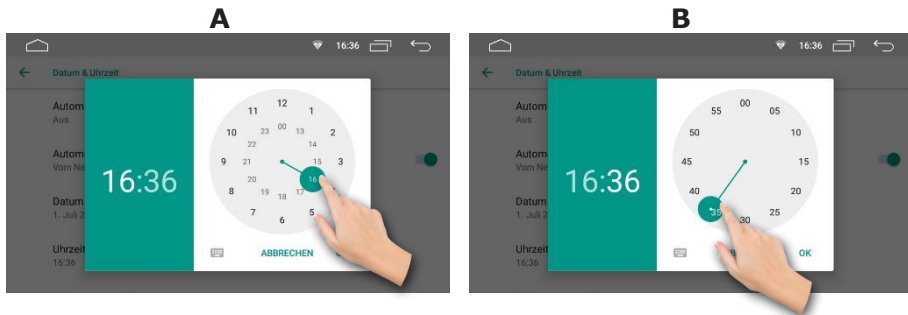 A
16:36
Datum & Uhrzeit
Autom
Aus
Autom
Vom Ne
Datum
1. Juli 2
Uhrzeit
16:36
16:36
12
11 1
00
23 13
10 2
22 14
9 21 15 3
20 16
8 19 17
18
7 5
6
ABBRECHEN
B
16:36
Datum & Uhrzeit
Autom
Aus
Autom
Vom Ne
Datum
1. Juli 2
Uhrzeit
16:36
16:36
00
55 05
50 10
45 15
40 20
35 25
30
OK